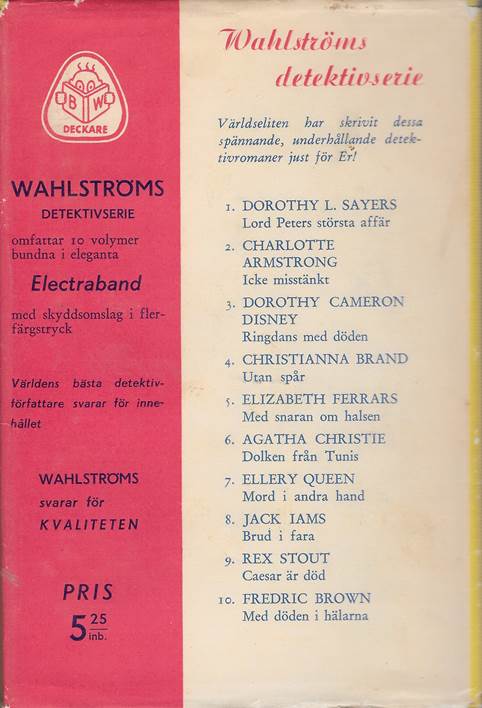 B W
DECKARE
WAHLSTRÖMS
DETEKTIVSERIE
omfattar 10 volymer
bundna i eleganta
Electraband
med skyddsomslag i fler-
färgstryck
Världens bästa detektiv-
författare svarar för inne-
hållet
WAHLSTRÖMS
svarar för
KVALITETEN
PRIS
5 25
inb.
Wahlströms
detektivserie
Världseliten har skrivit dessa
spännande, underhållande detek-
tivromaner just för Er!
1. DOROTHY L. SAYERS
Lord Peters största affär
2. CHARLOTTE
ARMSTRONG
Icke misstänkt
3. DOROTHY CAMERON
DISNEY
Ringdans med döden
4. CHRISTIANNA BRAND
Utan spår
5. ELIZABETH FERRARS
Med snaran om halsen
6. AGATHA CHRISTIE
Dolken från Tunis
7. ELLERY QUEEN
Mord i andra hand
8. JACK IAMS
Brud i fara
9. REX STOUT
Caesar är död
10. FREDRIC BROWN
Med döden i hälarna